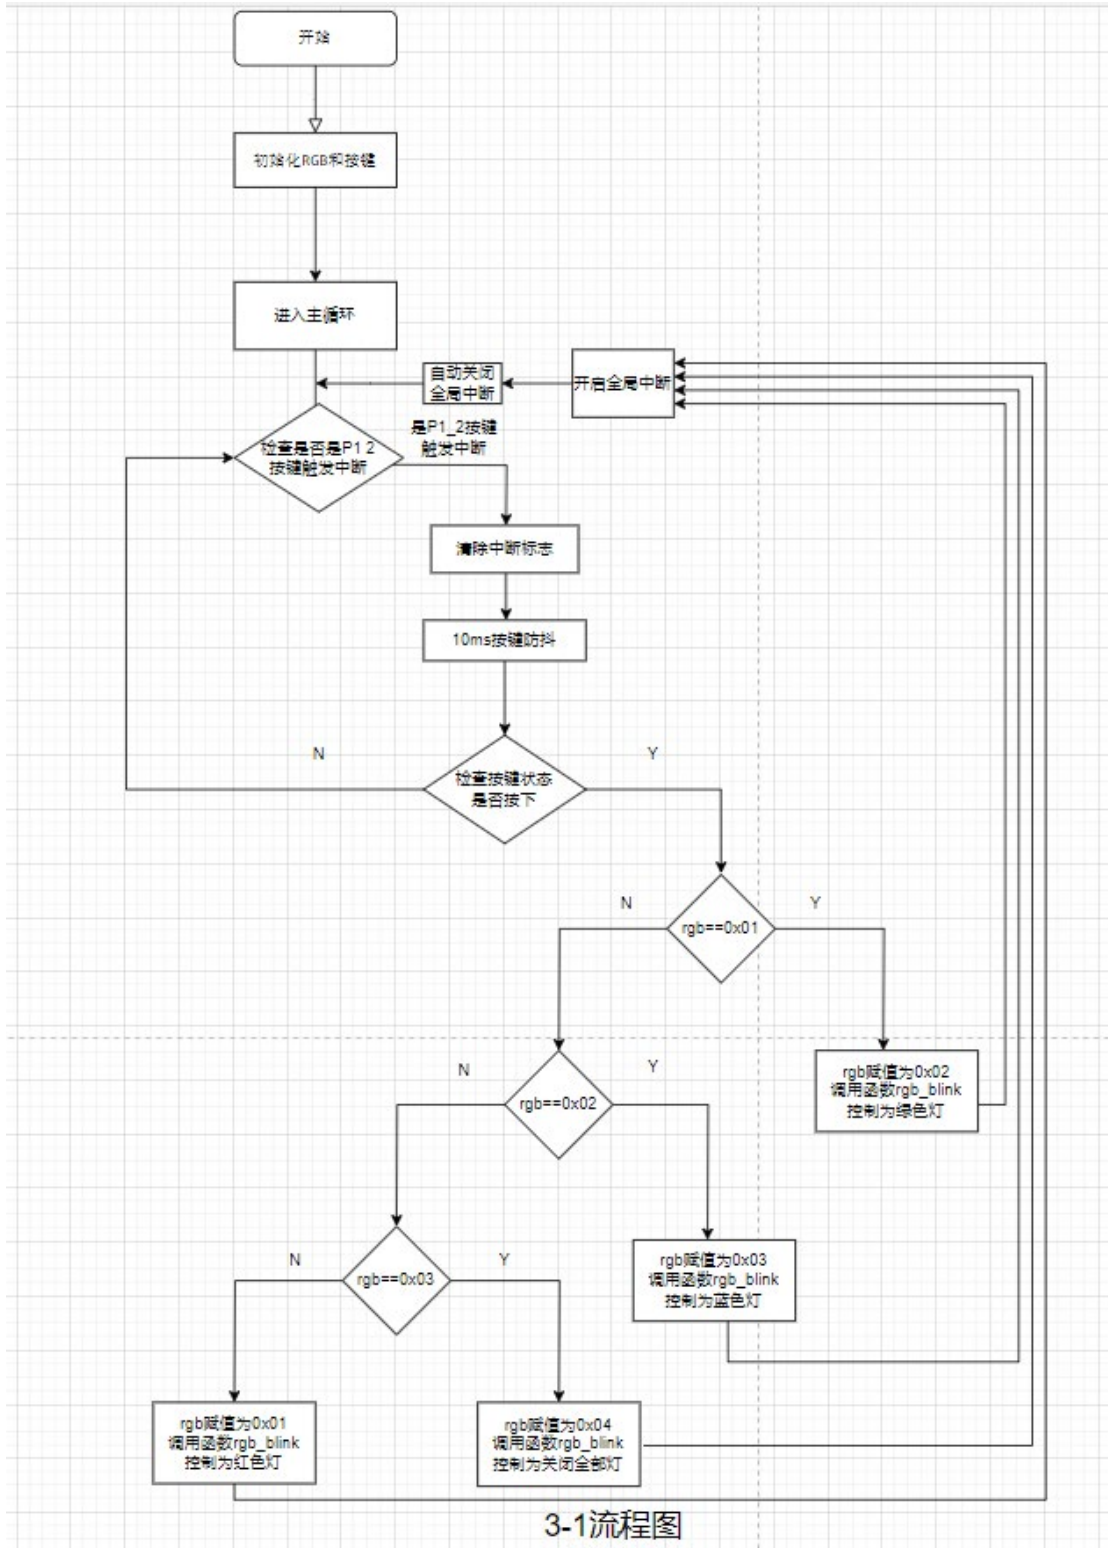 开始
初始化RGB和按键
进入主循环
自动关闭
全局中断
开启全局中断
是P1_2按键
触发中断
检查是否是P1 2
按键触发中断
清除中断标志
10ms按键防抖
N
Y
检查按键状态
是否按下
N
Y
rgb==0x01
N
Y
rgb==0x02
rgb赋值为0x02
调用函数rgb_blink
控制为绿色灯
N
Y
rgb==0x03
rgb赋值为0x03
调用函数rgb_blink
控制为蓝色灯
rgb赋值为0x01
调用函数rgb_blink
控制为红色灯
rgb赋值为0x04
调用函数rgb_blink
控制为关闭全部灯
3-1流程图